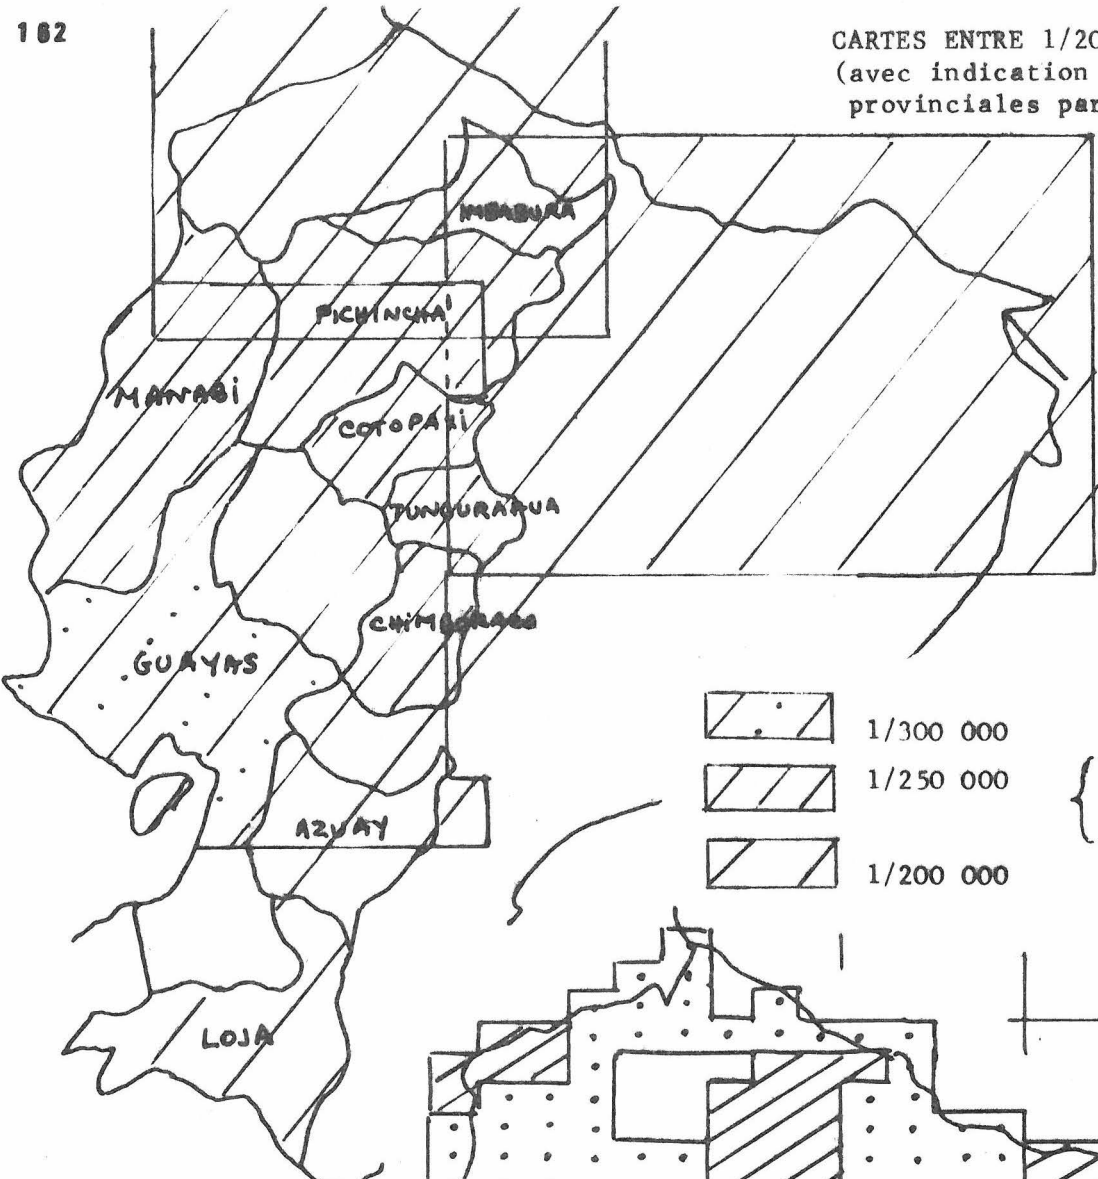 162
CARTES ENTRE 1/20
(avec indication
provinciales par
IMBABURA
PICHINCHA
MANABi
COTOPAXi
TUNGURAHUA
CHiMBORAZO
GUAYAS
1/300 000
1/250 000
AZUAY
1/200 000
LOJA